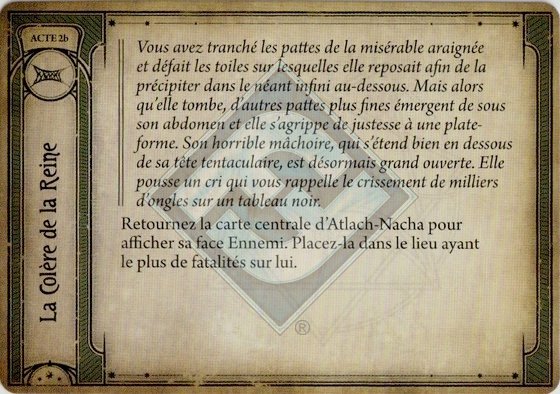 ACTE 2b
La Colère de la Reine
Vous avez tranché les pattes de la misérable araignée
et défait les toiles sur lesquelles elle reposait afin de la
précipiter dans le néant infini au-dessous. Mais alors
qu'elle tombe, d'autres pattes plus fines émergent de sous
son abdomen et elle s'agrippe de justesse à une plate-
forme. Son horrible mâchoire, qui s'étend bien en dessous
de sa tête tentaculaire, est désormais grand ouverte. Elle
pousse un cri qui vous rappelle le crissement de milliers
d'ongles sur un tableau noir.
Retournez la carte centrale d'Atlach-Nacha pour
afficher sa face Ennemi. Placez-la dans le lieu ayant
le plus de fatalités sur lui.
®